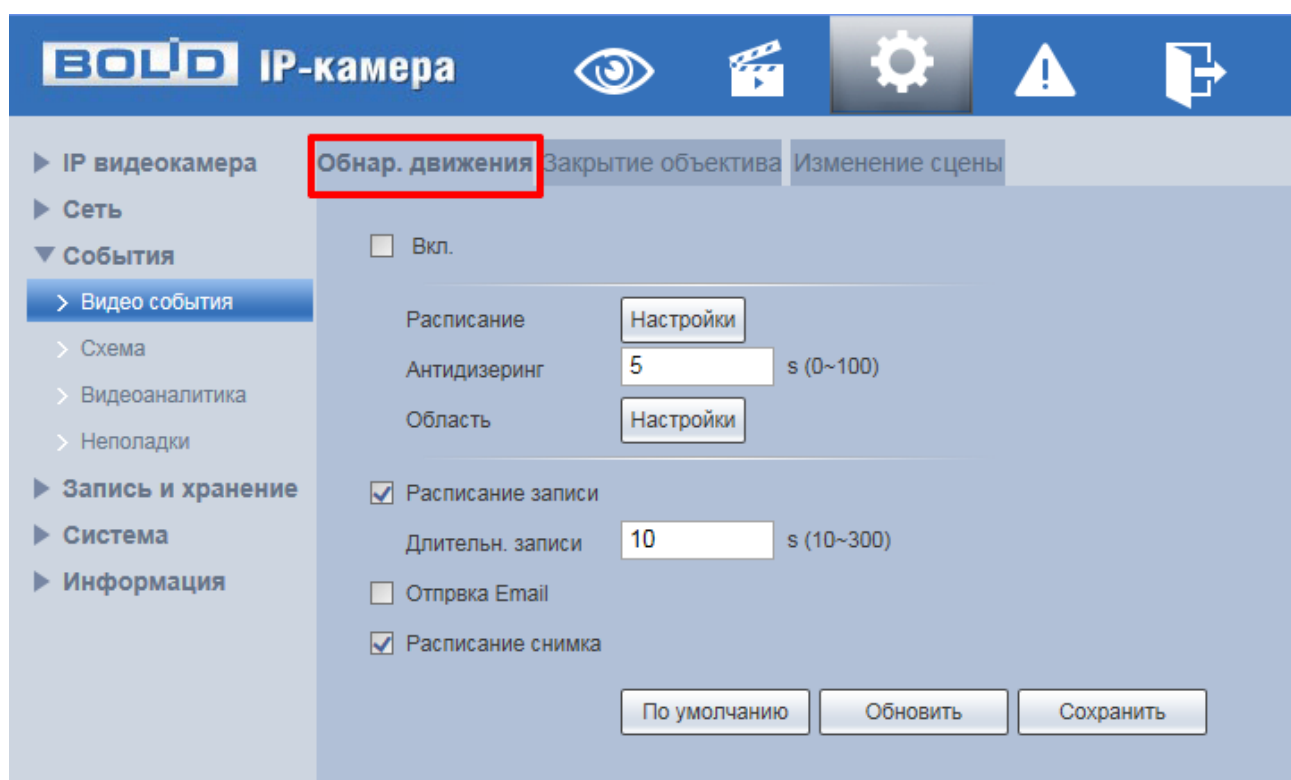 BOLID IP-камера
IP видеокамера
Сеть
События
Видео события
Схема
Видеоаналитика
Неполадки
Запись и хранение
Система
Информация
Обнар. движения Закрытие объектива Изменение сцены
Вкл.
Расписание Настройки
Антидизеринг 5 s (0~100)
Область Настройки
Расписание записи
Длительн. записи 10 s (10~300)
Отпрвка Email
Расписание снимка
По умолчанию Обновить Сохранить